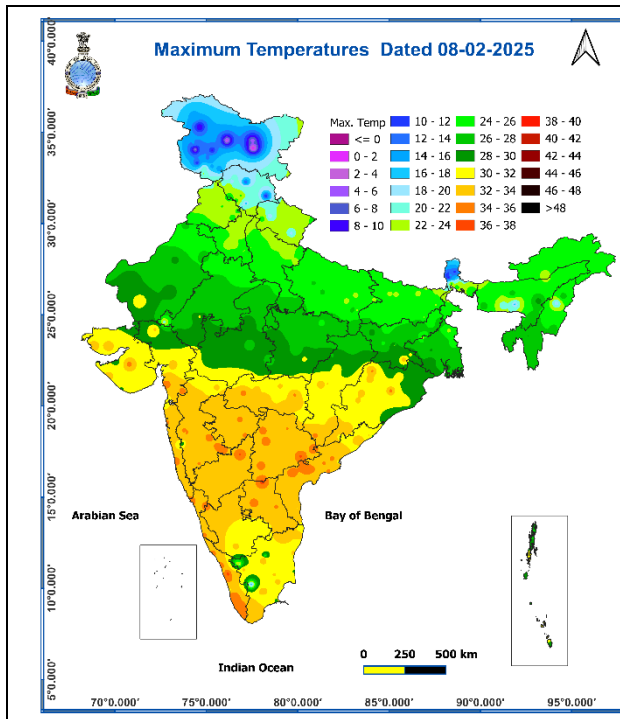 Maximum Temperatures Dated 08-02-2025
Max. Temp
<= 0
0 - 2
2 - 4
4 - 6
6 - 8
8 - 10
10 - 12
12 - 14
14 - 16
16 - 18
18 - 20
20 - 22
22 - 24
24 - 26
26 - 28
28 - 30
30 - 32
32 - 34
34 - 36
36 - 38
38 - 40
40 - 42
42 - 44
44 - 46
46 - 48
>48
40°0.000'
35°0.000'
30°0.000'
25°0.000'
20°0.000'
15°0.000'
10°0.000'
5°0.000'
Arabian Sea
Bay of Bengal
Indian Ocean
0 250 500 km
70°0.000' 75°0.000' 80°0.000' 85°0.000' 90°0.000' 95°0.000'